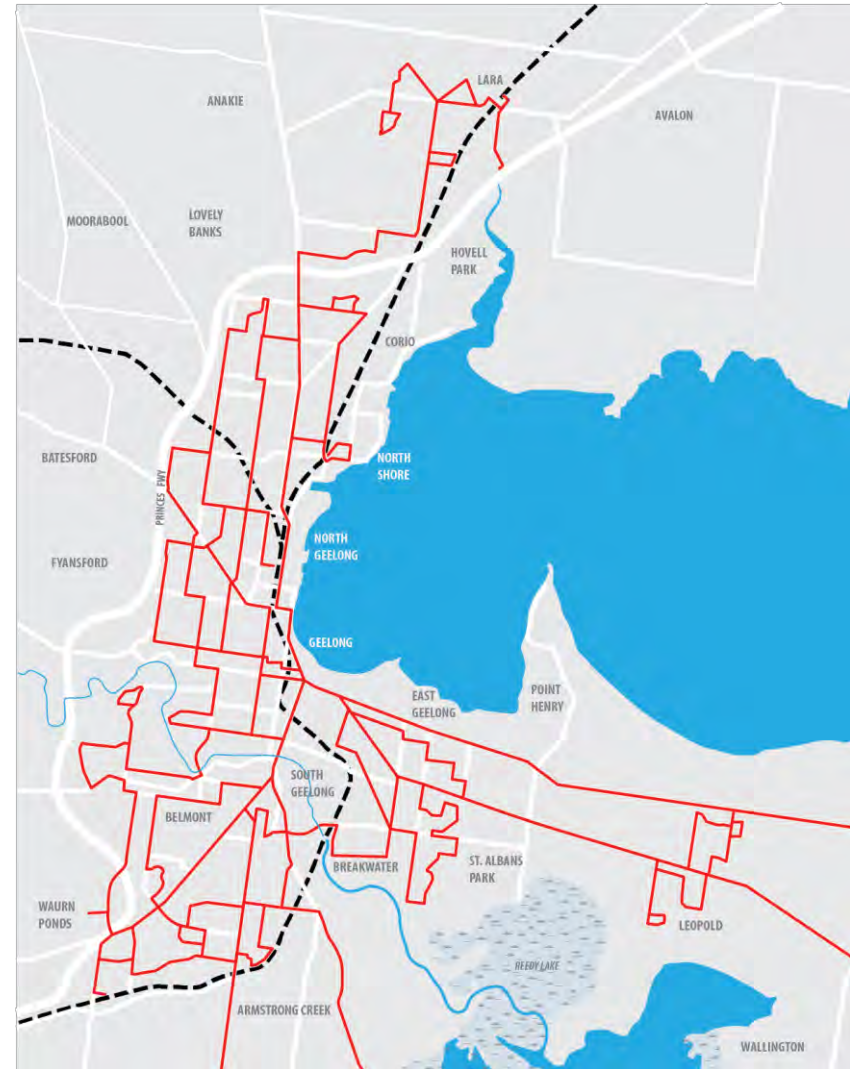 LARA
ANAKIE
AVALON
MOORABOOL
LOVELY
BANKS
HOVELL
PARK
CORIO
BATESFORD
NORTH
SHORE
PRINCES FWY
NORTH
GEELONG
FYANSFORD
GEELONG
EAST
GEELONG
POINT
HENRY
SOUTH
GEELONG
BELMONT
BREAKWATER
ST. ALBANS
PARK
WAURN
PONDS
LEOPOLD
REEDY LAKE
ARMSTRONG CREEK
WALLINGTON